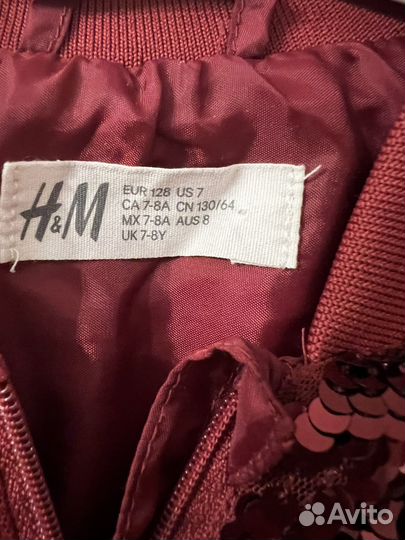 H&M
EUR 128 US 7
CA 7-8A CN 130/64
MX 7-8A AUS 8
UK 7-8Y
Avito